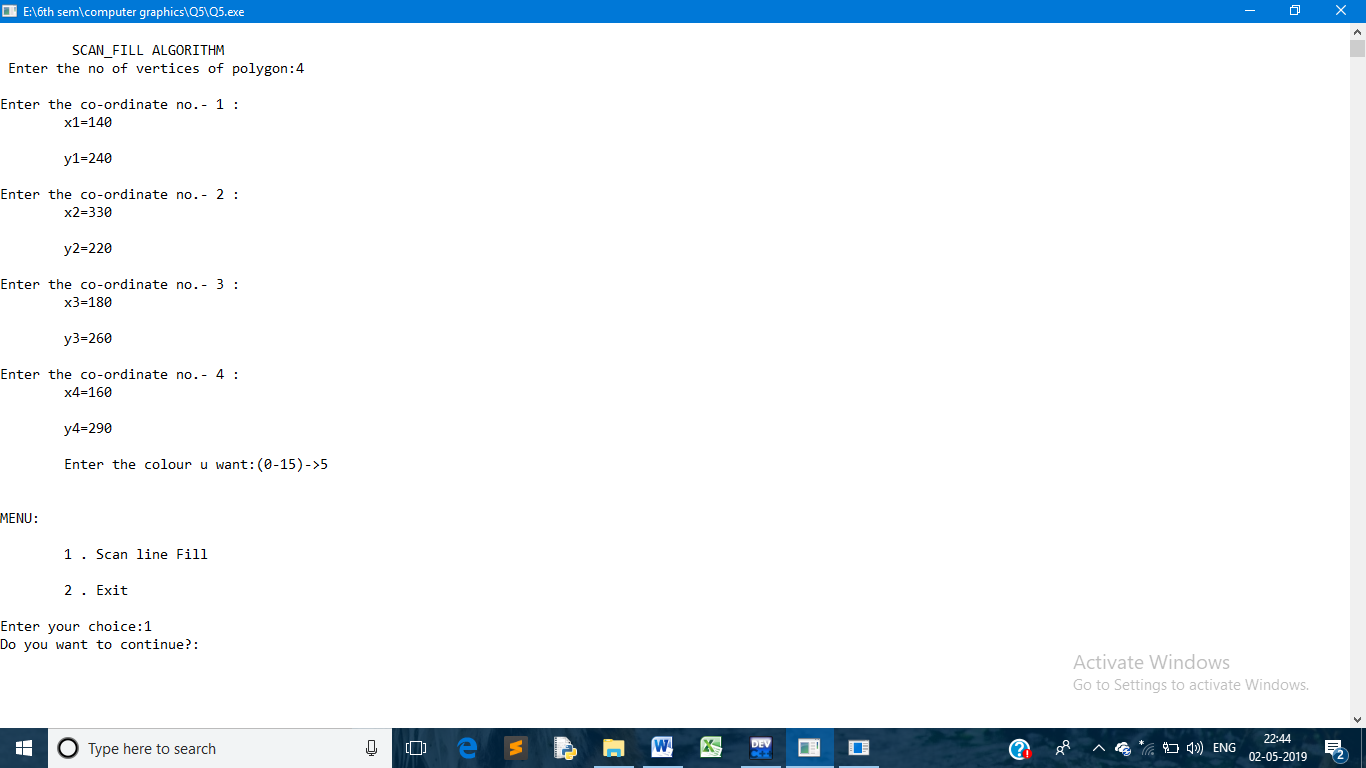 E:\6th sem\computer graphics\Q5\Q5.exe
SCAN_FILL ALGORITHM
Enter the no of vertices of polygon:4
Enter the co-ordinate no.- 1 :
x1=140
y1=240
Enter the co-ordinate no.- 2 :
x2=330
y2=220
Enter the co-ordinate no.- 3 :
x3=180
y3=260
Enter the co-ordinate no.- 4 :
x4=160
y4=290
Enter the colour u want:(0-15)->5
MENU:
1 . Scan line Fill
2 . Exit
Enter your choice:1
Do you want to continue?:
Activate Windows
Go to Settings to activate Windows.
Type here to search
DEV
ENG
22:44
02-05-2019
2